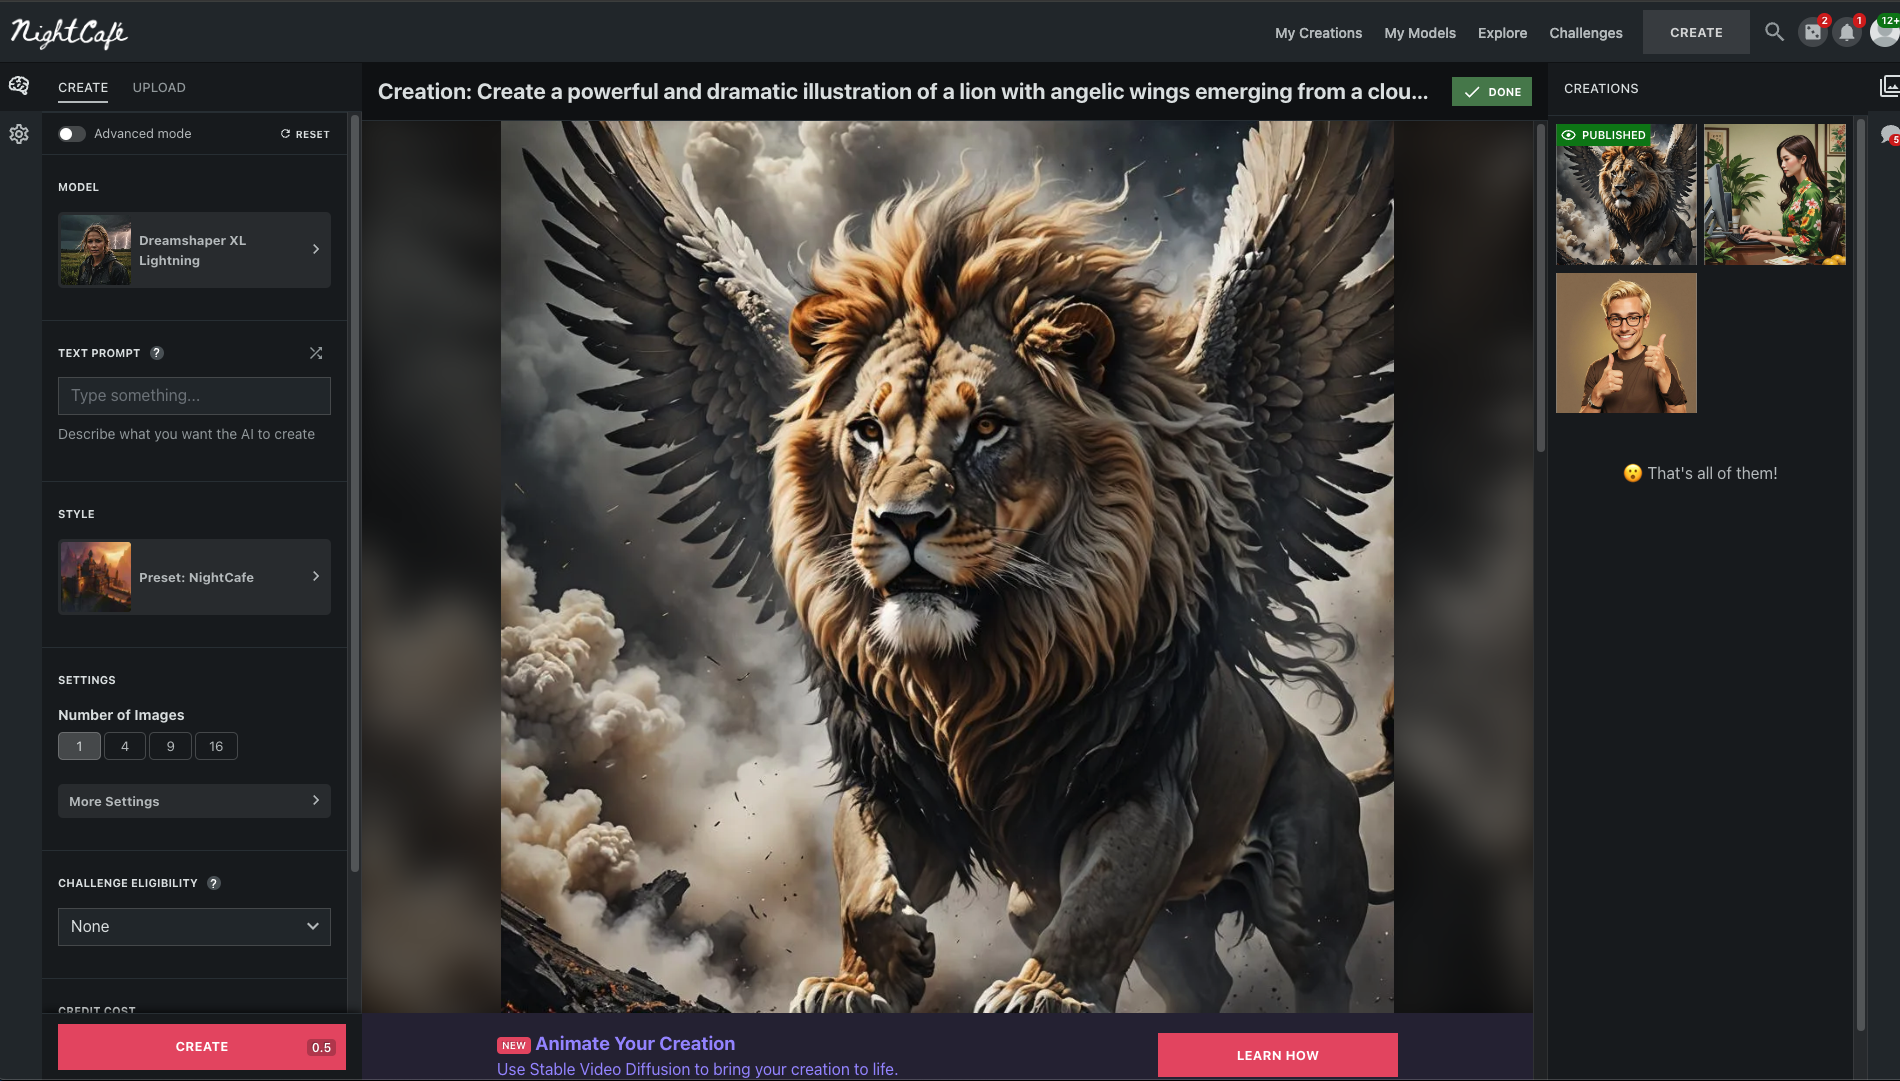 NightCafé
My Creations
My Models
Explore
Challenges
CREATE
2
1
12+
CREATE
UPLOAD
Advanced mode
RESET
MODEL
Dreamshaper XL
Lightning
TEXT PROMPT ?
Type something...
Describe what you want the AI to create
STYLE
Preset: NightCafe
SETTINGS
Number of Images
1
4
9
16
More Settings
CHALLENGE ELIGIBILITY ?
None
CREDIT COST
CREATE
0.5
Creation: Create a powerful and dramatic illustration of a lion with angelic wings emerging from a clou...
DONE
NEW Animate Your Creation
Use Stable Video Diffusion to bring your creation to life.
LEARN HOW
CREATIONS
PUBLISHED
5
😮 That's all of them!